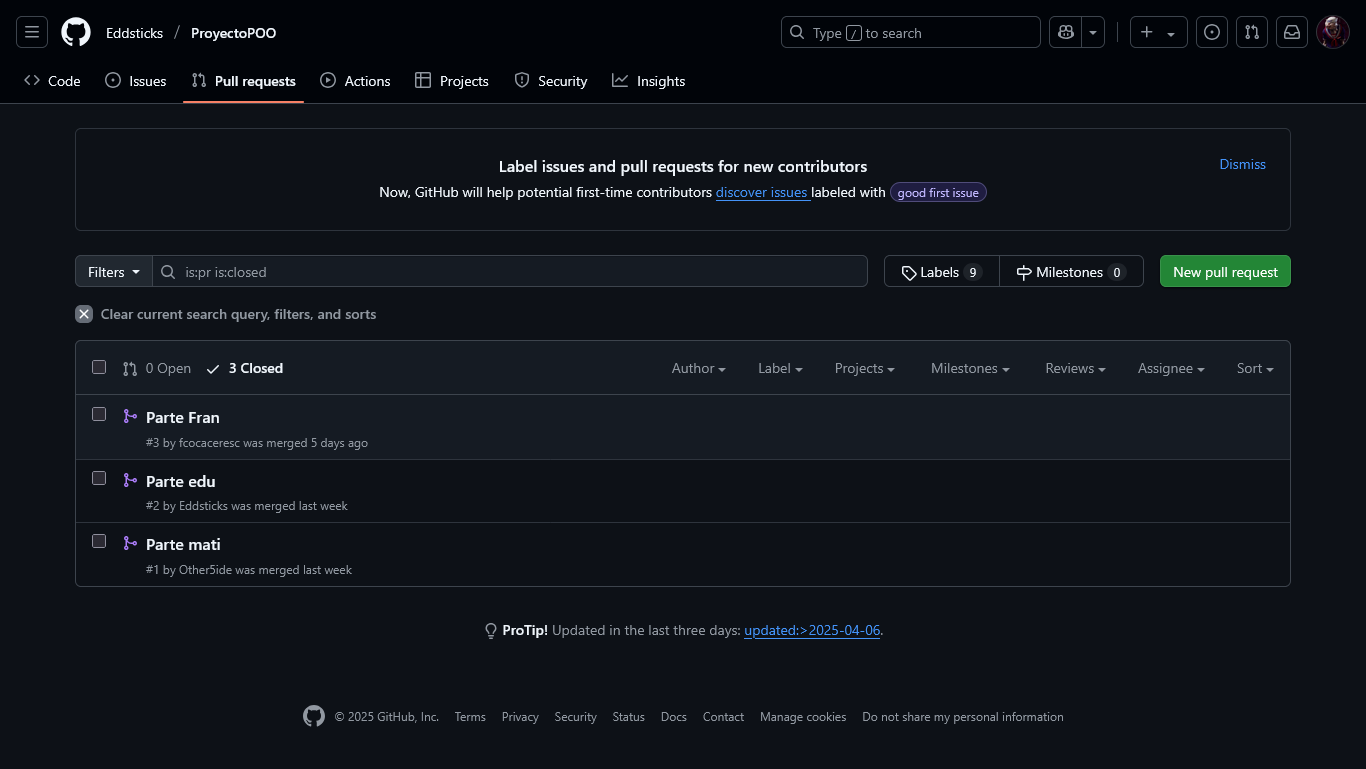 Eddsticks / ProyectoPOO
Type / to search
Code Issues Pull requests Actions Projects Security Insights
Label issues and pull requests for new contributors
Dismiss
Now, GitHub will help potential first-time contributors discover issues labeled with good first issue
Filters is:pr is:closed Labels 9 Milestones 0 New pull request
Clear current search query, filters, and sorts
0 Open 3 Closed Author Label Projects Milestones Reviews Assignee Sort
Parte Fran
#3 by fcocaceresc was merged 5 days ago
Parte edu
#2 by Eddsticks was merged last week
Parte mati
#1 by Other5ide was merged last week
ProTip! Updated in the last three days: updated:>2025-04-06.
© 2025 GitHub, Inc. Terms Privacy Security Status Docs Contact Manage cookies Do not share my personal information